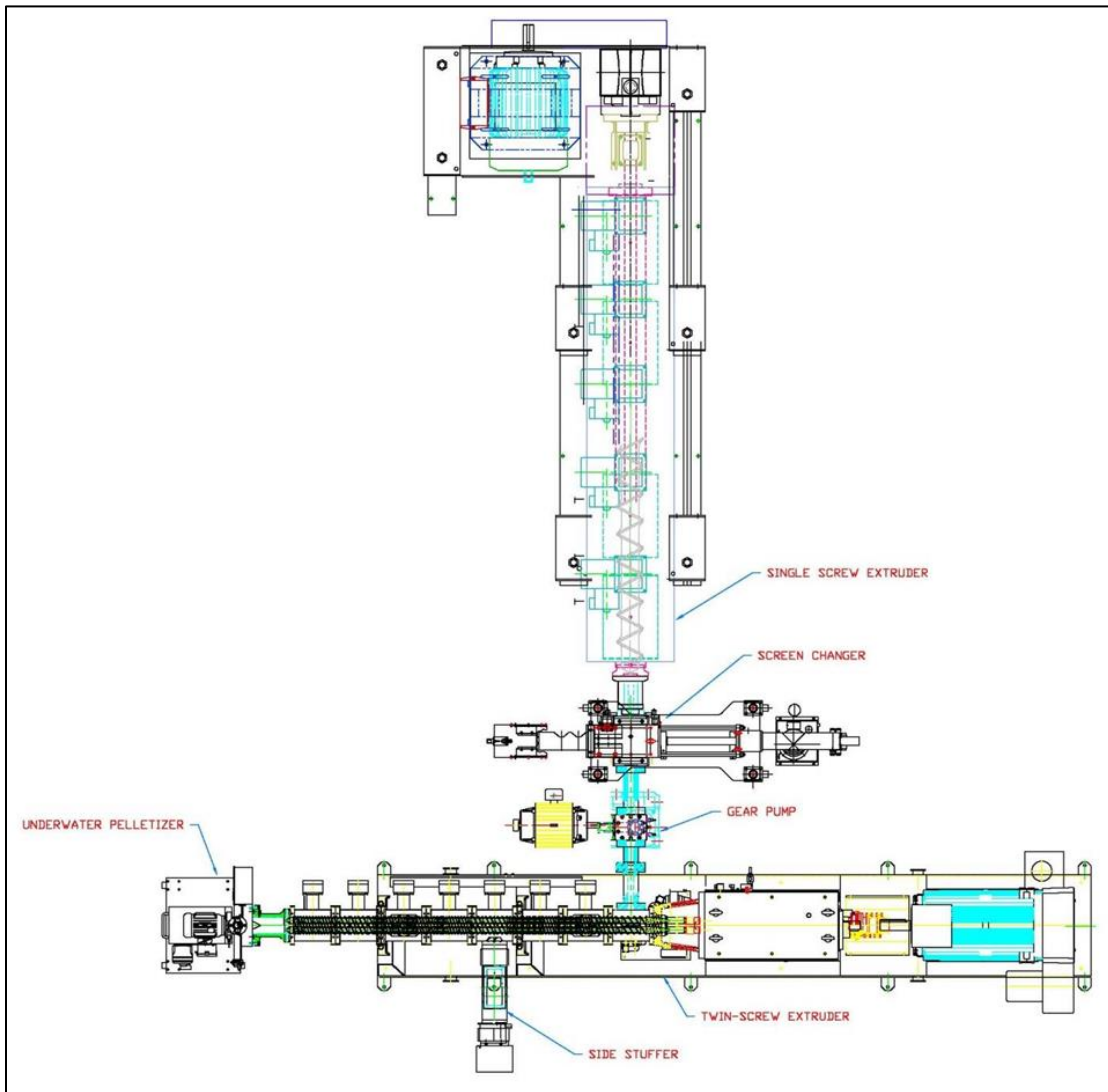 SINGLE SCREW EXTRUDER
SCREEN CHANGER
GEAR PUMP
UNDERWATER PELLETIZER
TWIN-SCREW EXTRUDER
SIDE STUFFER